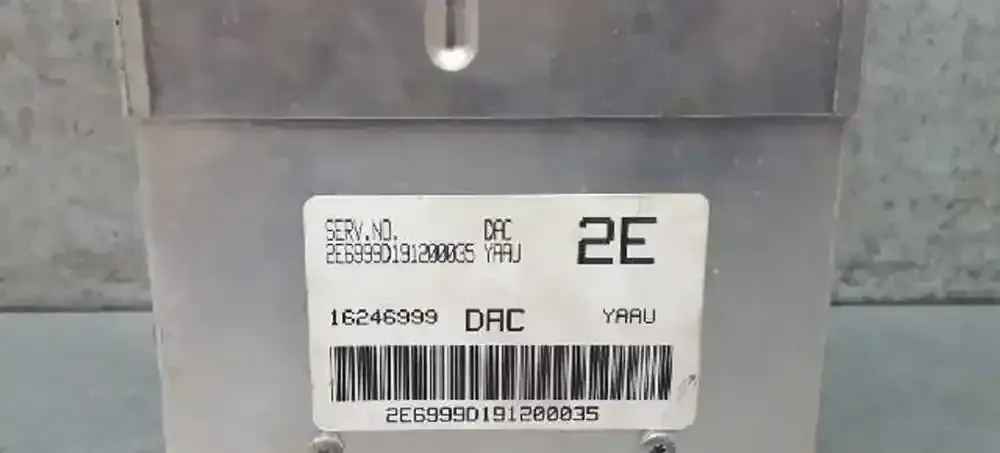 SERV.NO. DAC 2E
2E6999D191200035 YAAU
16246999 DAC YAAU
2E6999D191200035